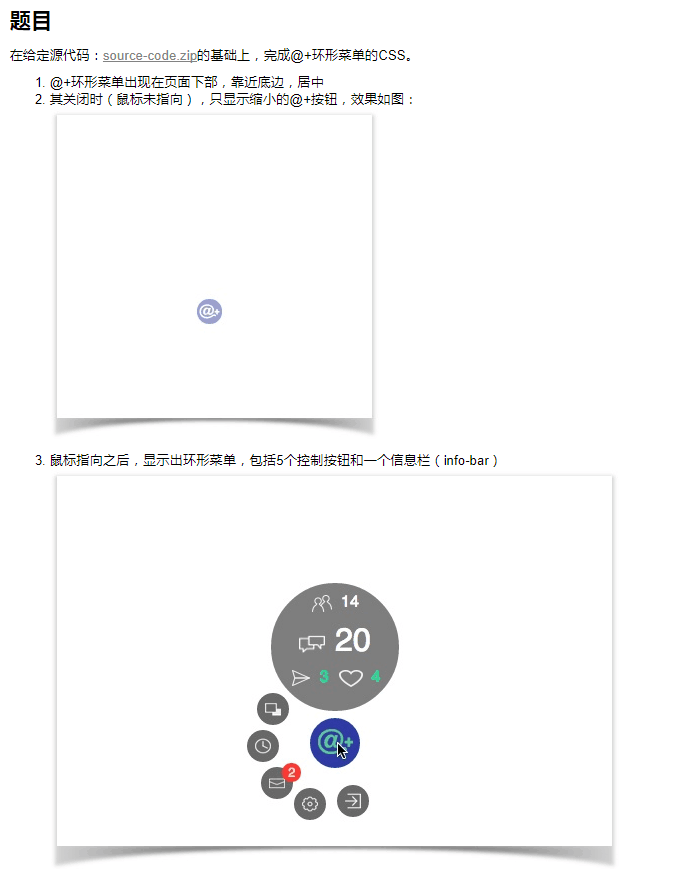 题目
在给定源代码：source-code.zip的基础上，完成@+环形菜单的CSS。
1. @+环形菜单出现在页面下部，靠近底边，居中
2. 其关闭时（鼠标未指向），只显示缩小的@+按钮，效果如图：
@+
3. 鼠标指向之后，显示出环形菜单，包括5个控制按钮和一个信息栏（info-bar）
14
20
3 4
@+
2